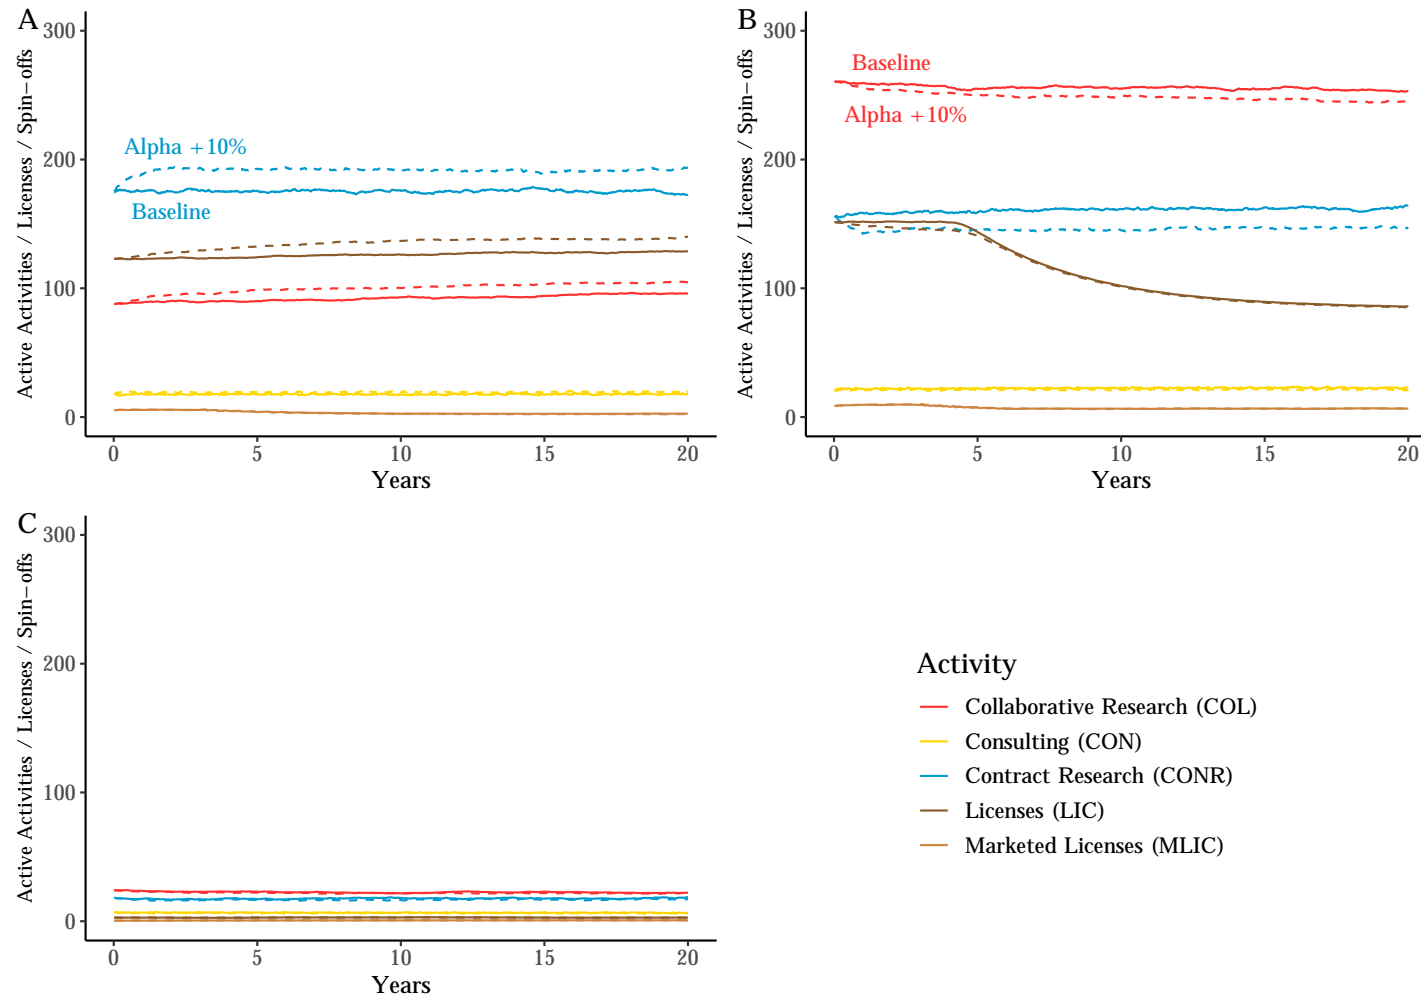 A
300
200
100
0
Active Activities / Licenses / Spin−offs
Alpha +10%
Baseline
0 5 10 15 20
Years
B
300
200
100
0
Active Activities / Licenses / Spin−offs
Baseline
Alpha +10%
0 5 10 15 20
Years
C
300
200
100
0
Active Activities / Licenses / Spin−offs
0 5 10 15 20
Years
Activity
Collaborative Research (COL)
Consulting (CON)
Contract Research (CONR)
Licenses (LIC)
Marketed Licenses (MLIC)